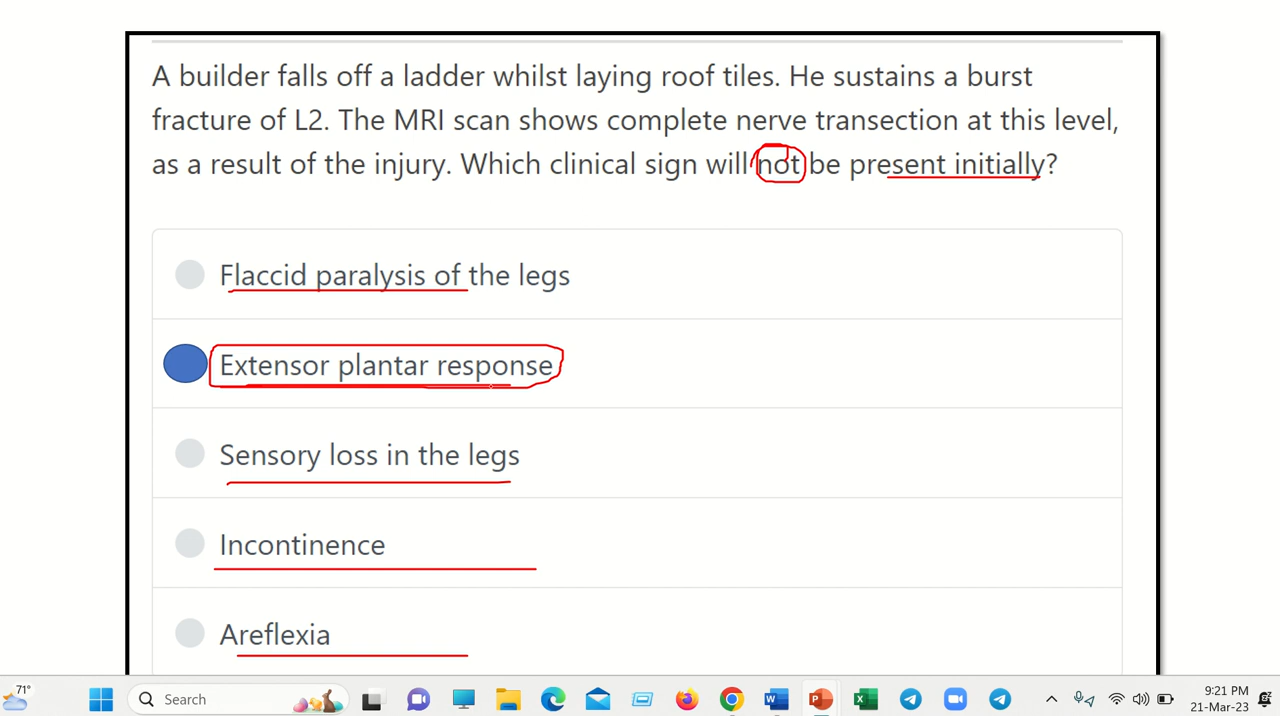 A builder falls off a ladder whilst laying roof tiles. He sustains a burst
fracture of L2. The MRI scan shows complete nerve transection at this level,
as a result of the injury. Which clinical sign will not be present initially?
Flaccid paralysis of the legs
Extensor plantar response
Sensory loss in the legs
Incontinence
Areflexia
71°
Search
9:21 PM
21-Mar-23